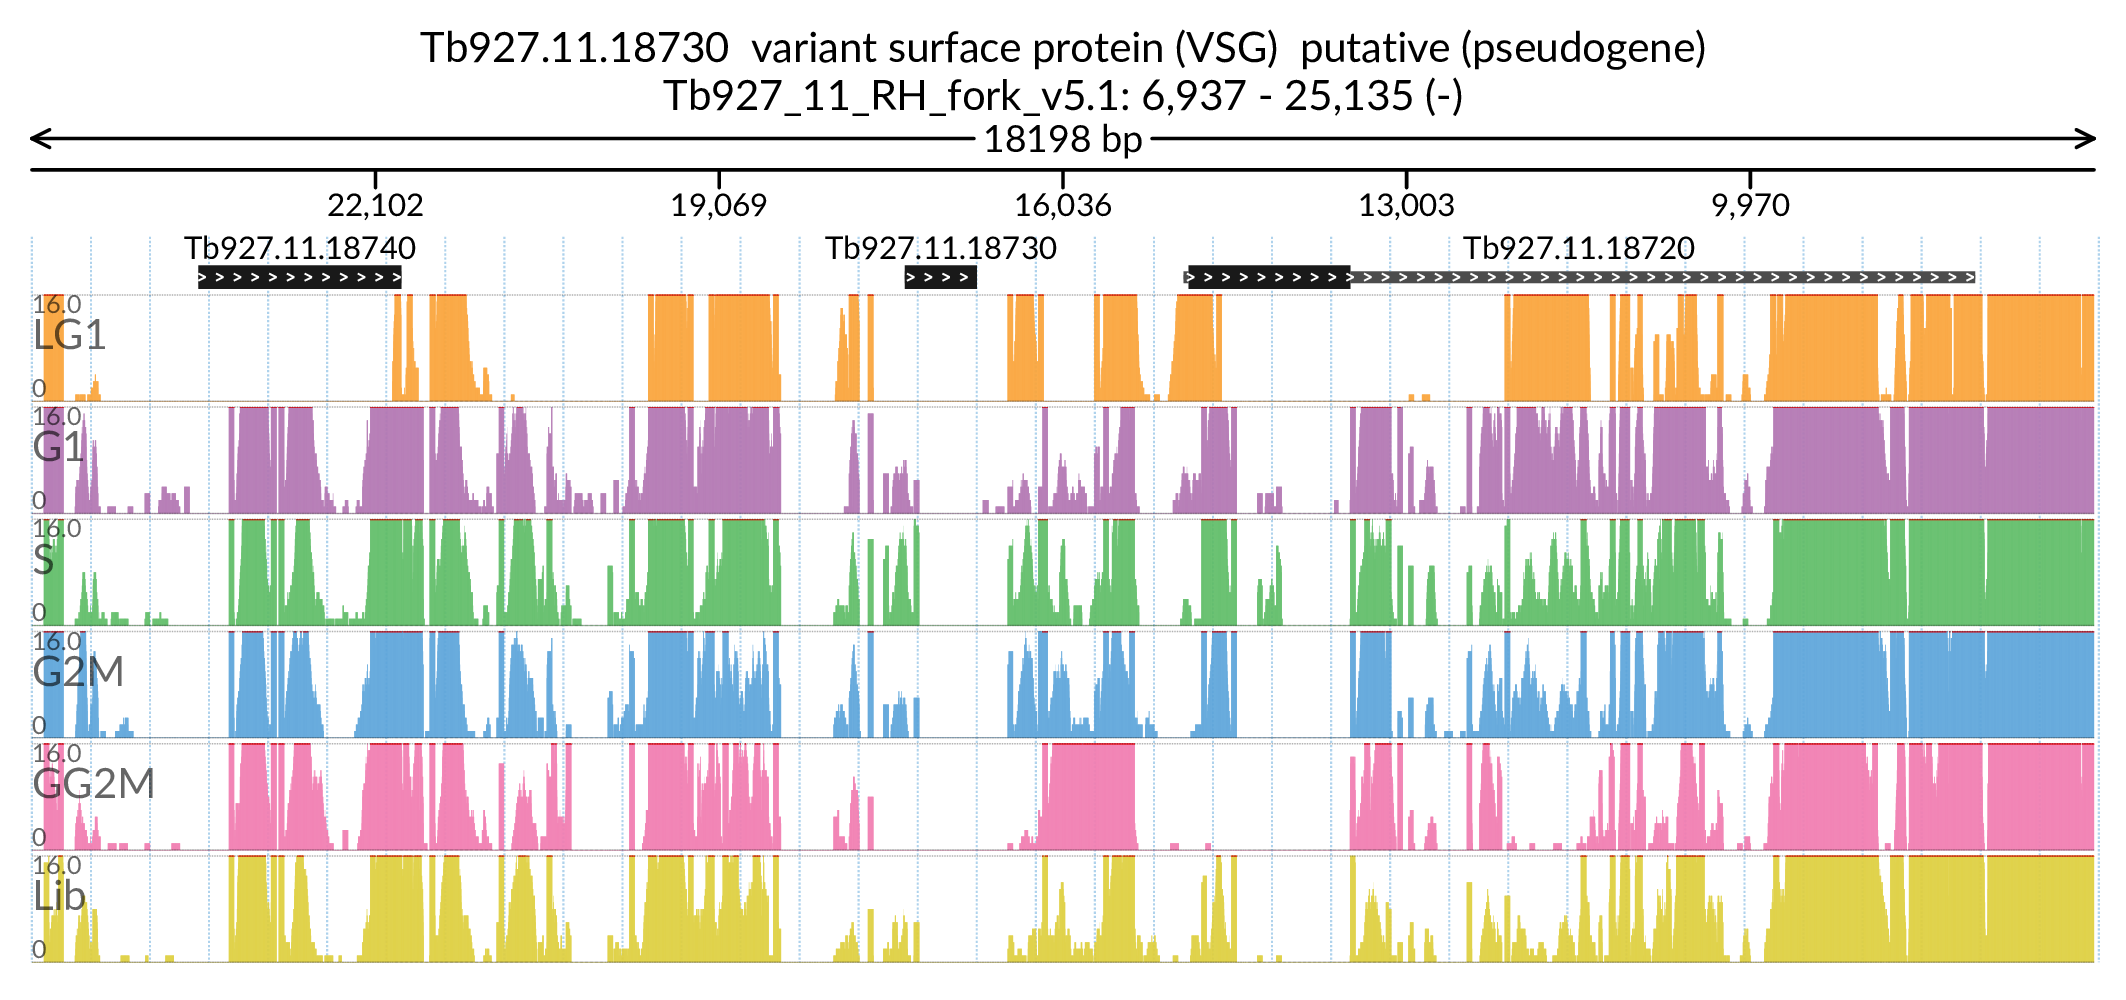 Tb927.11.18730 variant surface protein (VSG) putative (pseudogene)
Tb927_11_RH_fork_v5.1: 6,937 - 25,135 (-)
18198 bp
22,102 19,069 16,036 13,003 9,970
Tb927.11.18740 Tb927.11.18730 Tb927.11.18720
16.0
LG1
0
16.0
G1
0
16.0
S
0
16.0
G2M
0
16.0
GG2M
0
16.0
Lib
0